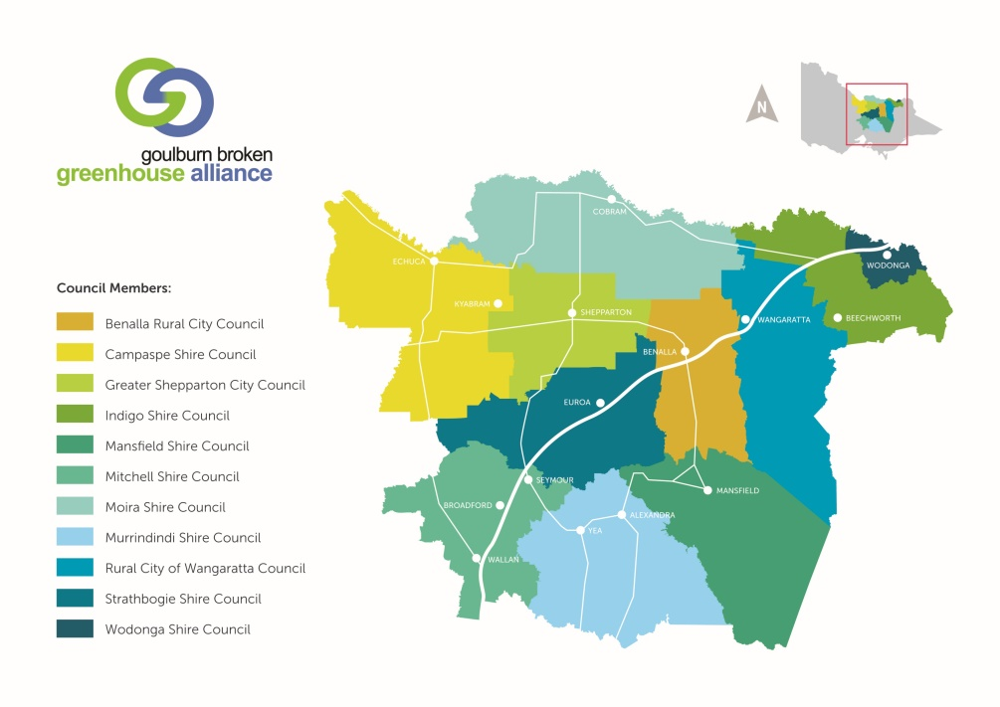 goulburn broken
greenhouse alliance
N
Council Members:
Benalla Rural City Council
Campaspe Shire Council
Greater Shepparton City Council
Indigo Shire Council
Mansfield Shire Council
Mitchell Shire Council
Moira Shire Council
Murrindindi Shire Council
Rural City of Wangaratta Council
Strathbogie Shire Council
Wodonga Shire Council
COBRAM
ECHUCA
WODONGA
KYABRAM
SHEPPARTON
WANGARATTA
BEECHWORTH
BENALLA
EUROA
SEYMOUR
MANSFIELD
BROADFORD
ALEXANDRA
YEA
WALLAN